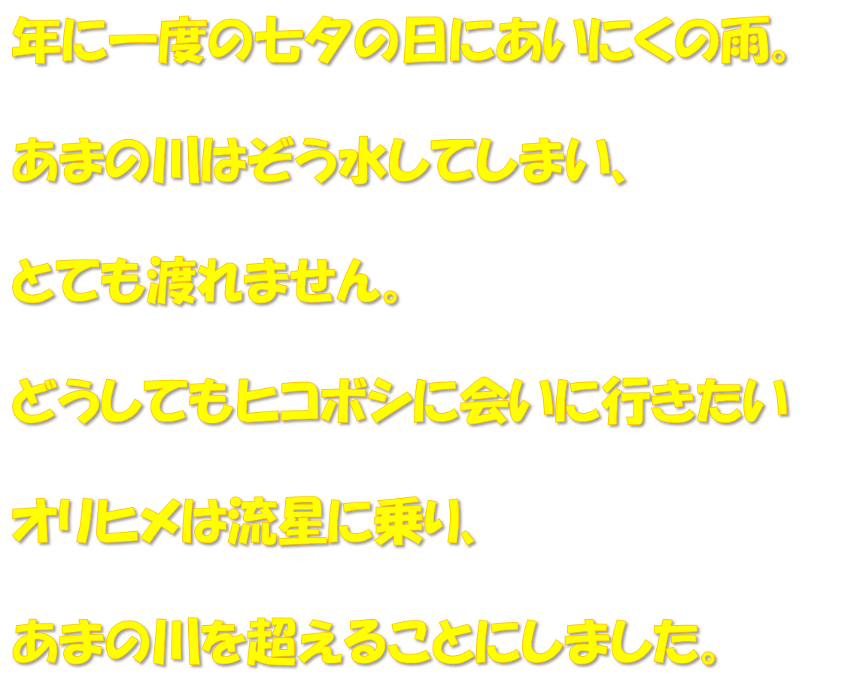 年に一度の七夕の日にあいにくの雨。
あまの川はぞう水してしまい、
とても渡れません。
どうしてもヒコボシに会いに行きたい
オリヒメは流星に乗り、
あまの川を超えることにしました。